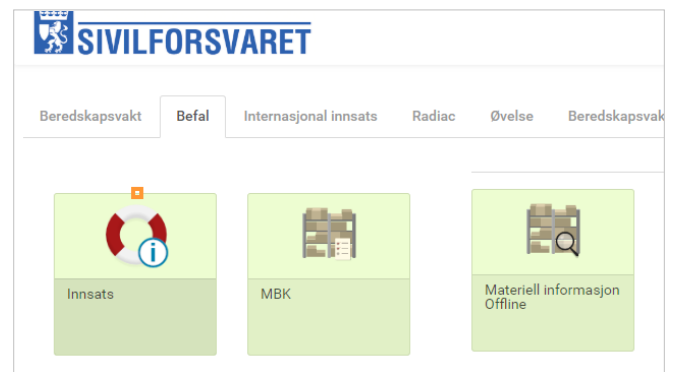 SIVILFORSVARET
Beredskapsvakt Befal Internasjonal innsats Radiac Øvelse Beredskapsvak
Innsats MBK Materiell informasjon
Offline